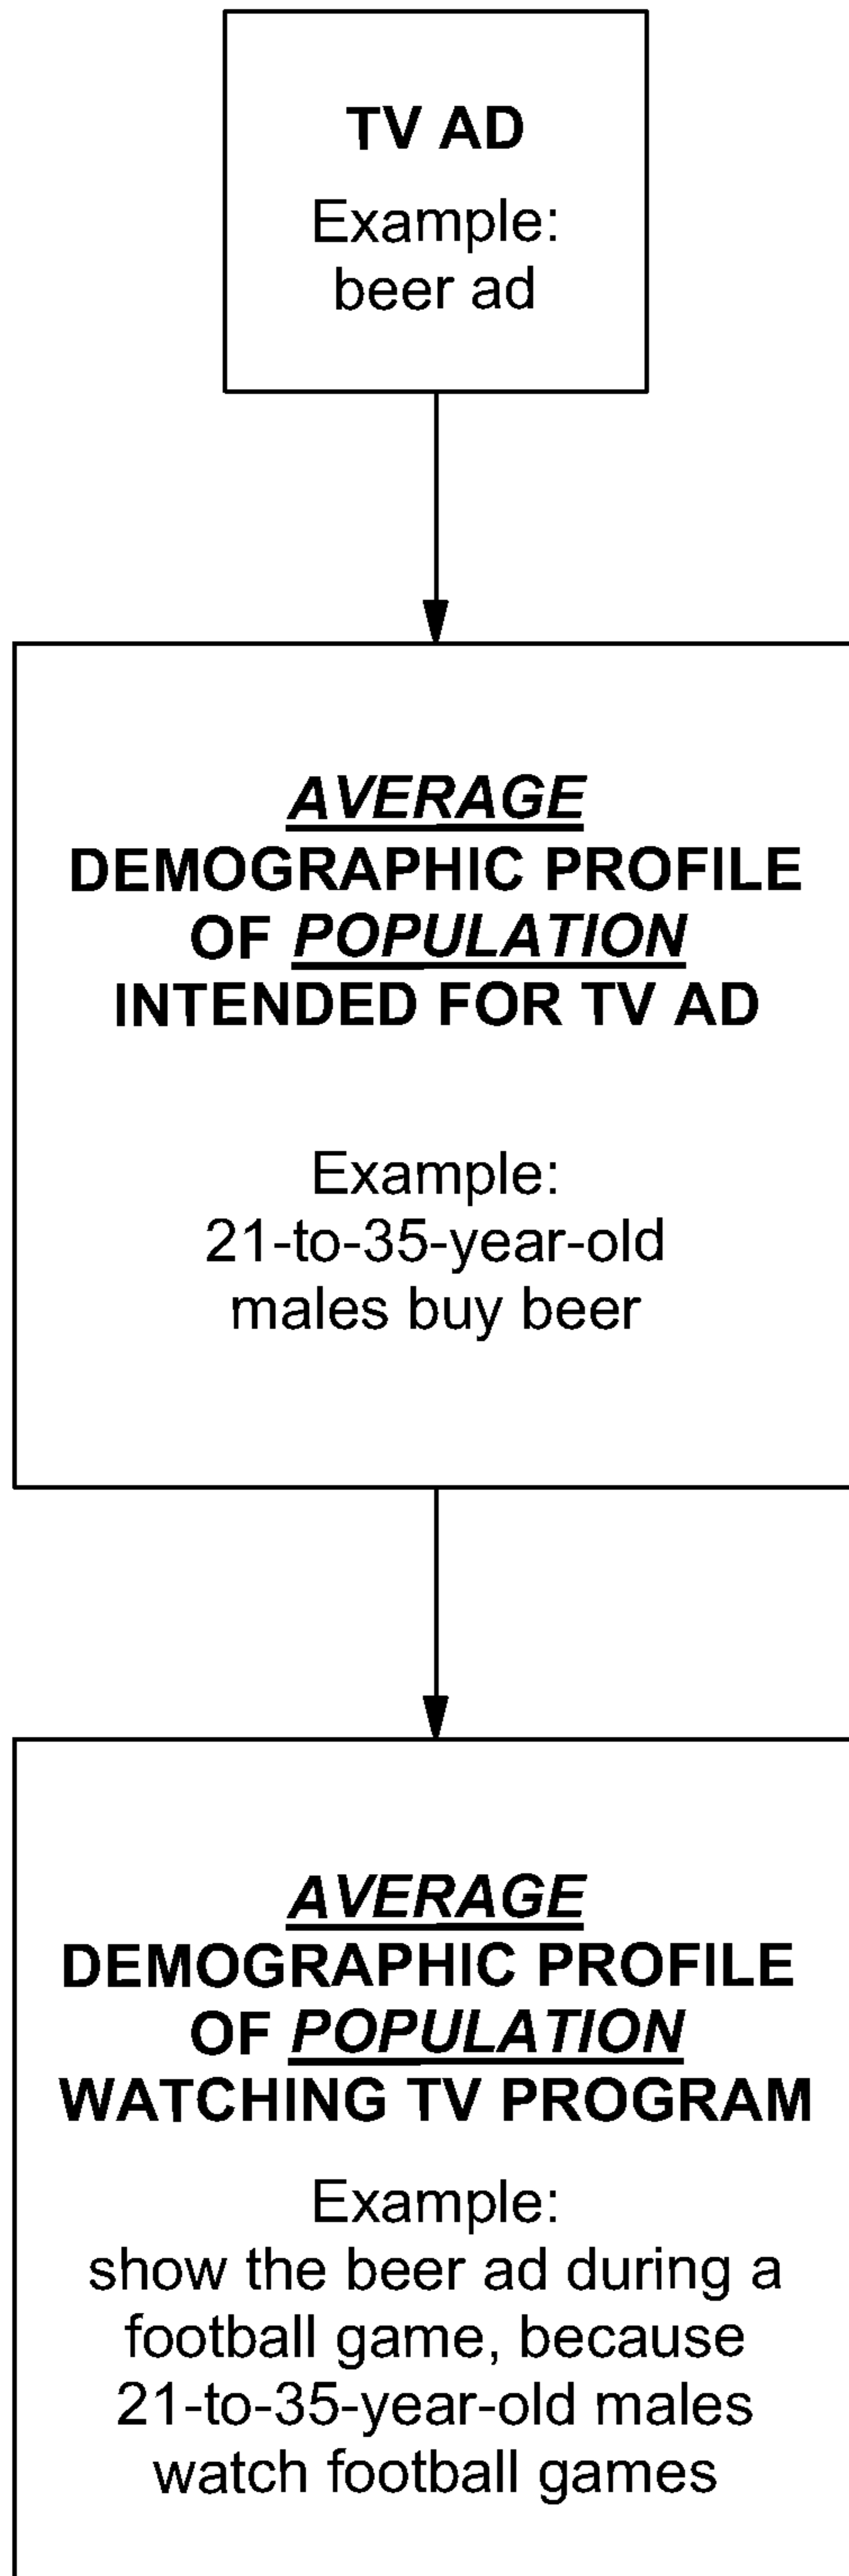 TV AD
Example:
beer ad
AVERAGE
DEMOGRAPHIC PROFILE
OF POPULATION
INTENDED FOR TV AD
Example:
21-to-35-year-old
males buy beer
AVERAGE
DEMOGRAPHIC PROFILE
OF POPULATION
WATCHING TV PROGRAM
Example:
show the beer ad during a
football game, because
21-to-35-year-old males
watch football games